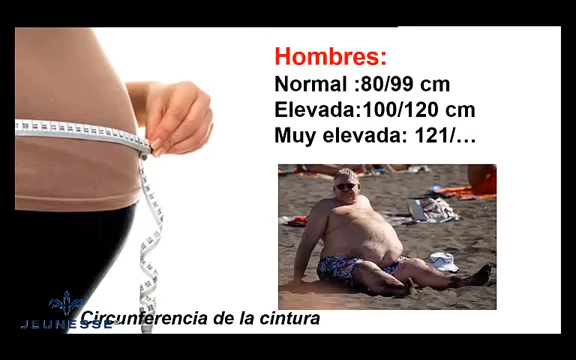 Hombres:
Normal :80/99 cm
Elevada:100/120 cm
Muy elevada: 121/...
Circunferencia de la cintura
JEUNESSE